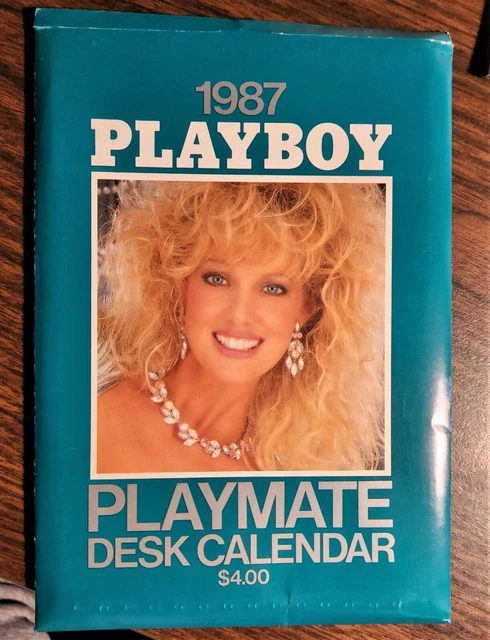 1987
PLAYBOY
PLAYMATE
DESK CALENDAR
$4.00